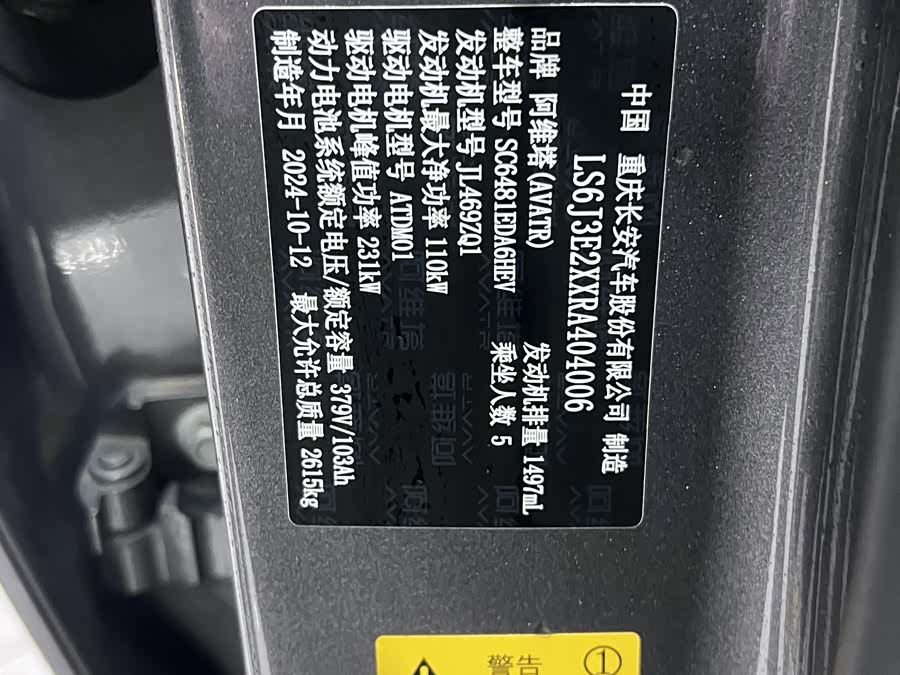 中国 重庆长安汽车股份有限公司 制造
LS6J3E2XXRA404006
品牌 阿维塔(AVATR) 发动机排量 1497mL
整车型号 SC6481EDA6HEV 乘坐人数 5
发动机型号 JL469ZQ1
发动机最大净功率 110kW
驱动电机型号 ATDM01
驱动电机峰值功率 231kW
动力电池系统额定电压/额定容量 379V/103Ah
制造年月 2024-10-12 最大允许总质量 2615kg
警告 ①